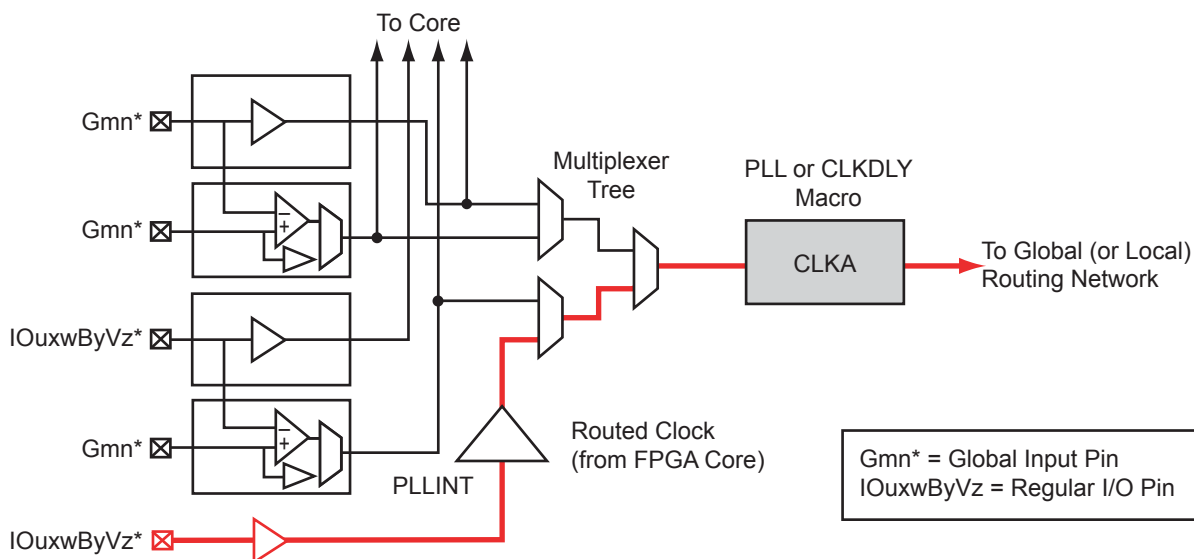 To Core
Gmn*
Multiplexer
Tree
PLL or CLKDLY
Macro
Gmn*
−
+
CLKA
To Global (or Local)
Routing Network
IOuxwByVz*
Gmn*
−
+
Routed Clock
(from FPGA Core)
PLLINT
Gmn* = Global Input Pin
IOuxwByVz = Regular I/O Pin
IOuxwByVz*